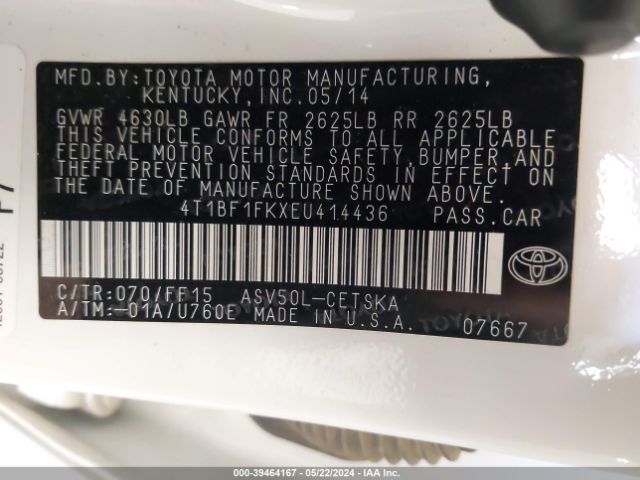 MFD.BY:TOYOTA MOTOR MANUFACTURING,
KENTUCKY,INC.05/14
GVWR 4630LB GAWR FR 2625LB RR 2625LB
THIS VEHICLE CONFORMS TO ALL APPLICABLE
FEDERAL MOTOR VEHICLE SAFETY,BUMPER,AND
THEFT PREVENTION STANDARDS IN EFFECT ON
THE DATE OF MANUFACTURE SHOWN ABOVE.
4T1BF1FKXEU414436 PASS.CAR
C/TR:070/FF15 ASV50L-CETSKA
A/TM:-01A/U760E MADE IN U.S.A. 07667
000-39464167 - 05/22/2024 - IAA Inc.